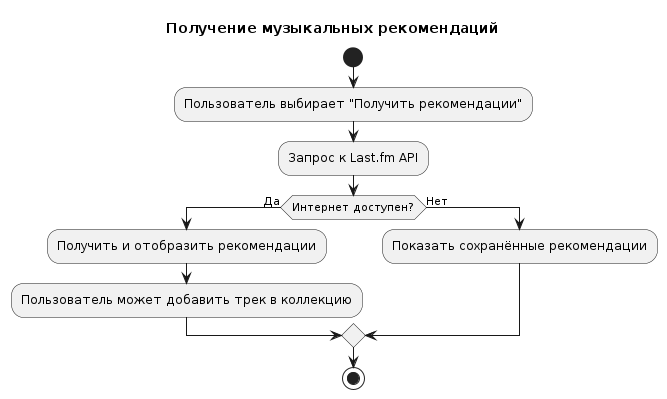 Получение музыкальных рекомендаций
Пользователь выбирает "Получить рекомендации"
Запрос к Last.fm API
Да
Интернет доступен?
Нет
Получить и отобразить рекомендации
Показать сохранённые рекомендации
Пользователь может добавить трек в коллекцию